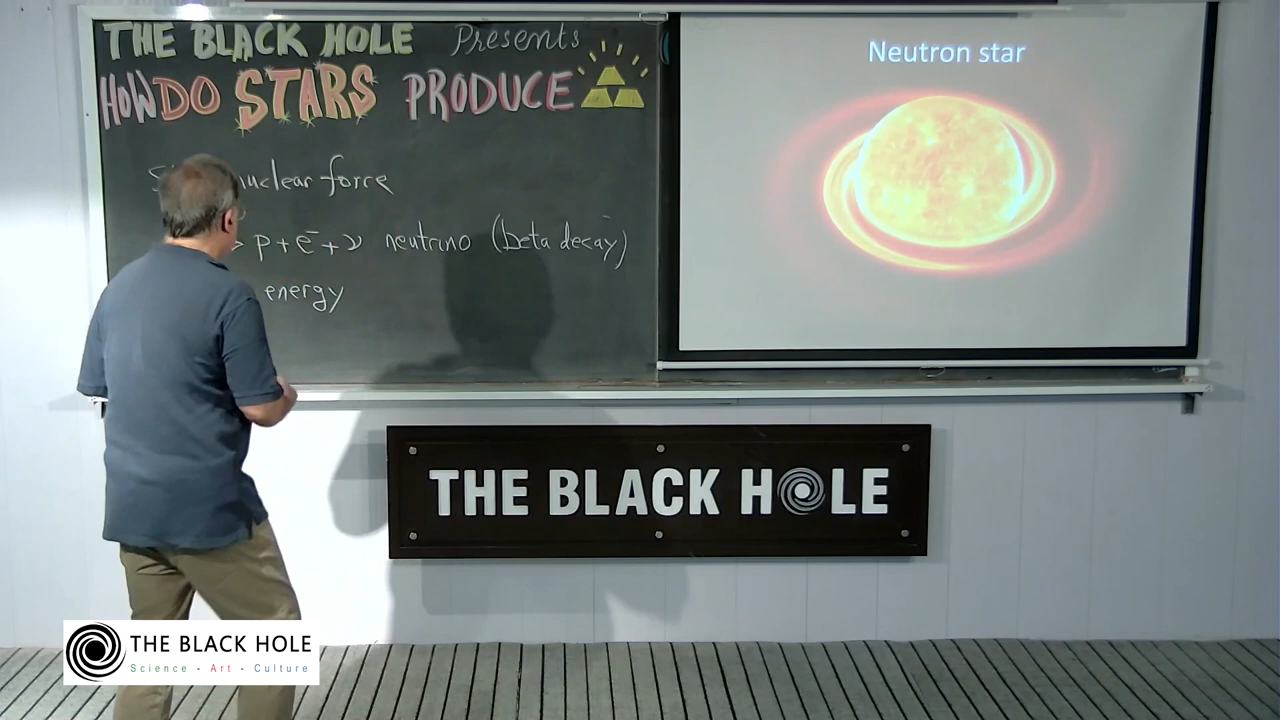 THE BLACK HOLE Presents
HOW DO STARS PRODUCE
nuclear force
p + e⁻ + ν neutrino (beta decay)
energy
Neutron star
THE BLACK HOLE
THE BLACK HOLE
Science - Art - Culture